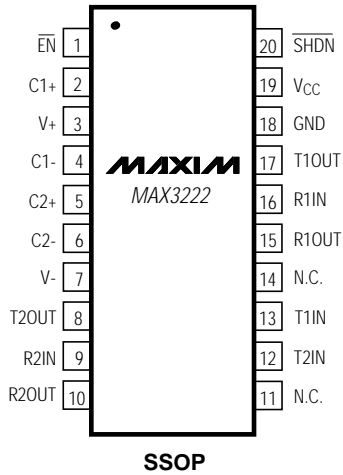 EN 1 20 SHDN
C1+ 2 19 VCC
V+ 3 18 GND
C1- 4 MAXIM 17 T1OUT
C2+ 5 MAX3222 16 R1IN
C2- 6 15 R1OUT
V- 7 14 N.C.
T2OUT 8 13 T1IN
R2IN 9 12 T2IN
R2OUT 10 11 N.C.
SSOP